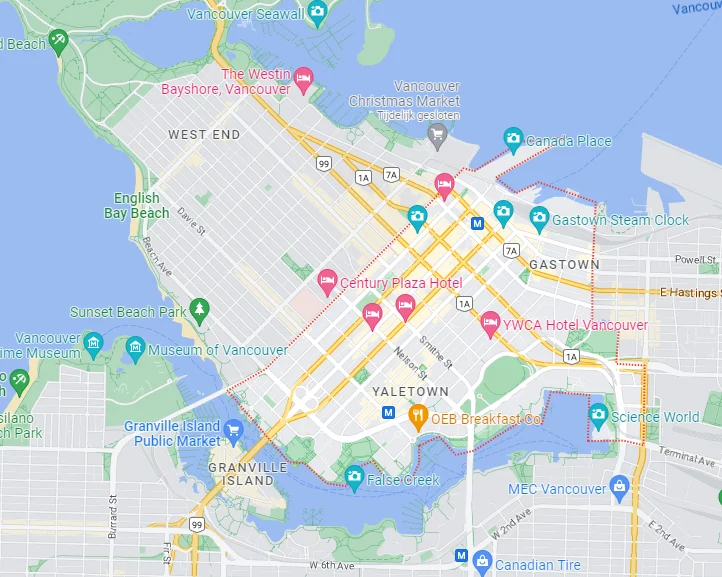 Vancouver Seawall
Vancouv
d Beach
The Westin
Bayshore, Vancouver
Vancouver
Christmas Market
Tijdelijk gesloten
WEST END
Canada Place
99
1A
7A
English
Bay Beach
Davie St.
M
Gastown Steam Clock
7A
GASTOWN
Powell St
Beach Ave
Century Plaza Hotel
E Hastings S
1A
Sunset Beach Park
YWCA Hotel Vancouver
Vancouver
ime Museum
Museum of Vancouver
Smithe St
Nelson St
1A
o
h
silano
ch Park
YALETOWN
M
OEB Breakfast Co.
Science World
Granville Island
Public Market
GRANVILLE
ISLAND
False Creek
Terminal Ave
MEC Vancouver
Burrard St
99
Fir St
W 2nd Ave
E 2nd Ave
W 6th Ave
M
Canadian Tire